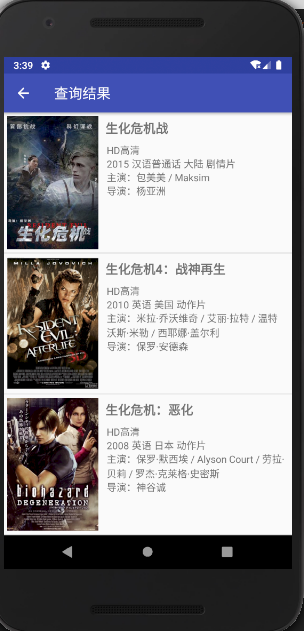 3:39
查询结果
生化危机战
HD高清
2015 汉语普通话 大陆 剧情片
主演：包美美 / Maksim
导演：杨亚洲
生化危机战
生化危机4：战神再生
HD高清
2010 英语 美国 动作片
主演：米拉·乔沃维奇 / 艾丽·拉特 / 温特
沃斯·米勒 / 西耶娜·盖尔利
导演：保罗·安德森
MILLA JOVOVICH
RESIDENT
EVIL
AFTERLIFE
生化危机：恶化
HD高清
2008 英语 日本 动作片
主演：保罗·默西埃 / Alyson Court / 劳拉·
贝莉 / 罗杰·克莱格·史密斯
导演：神谷诚
biohazard
DEGENERATION